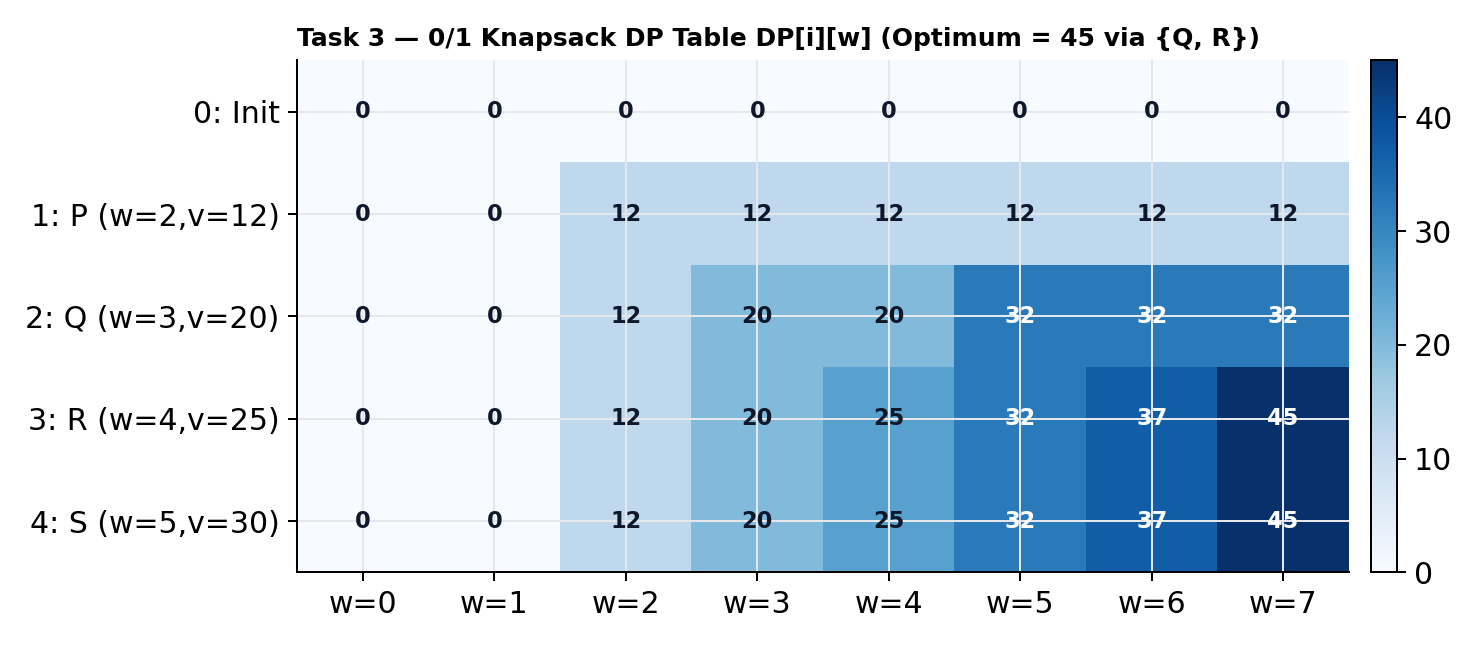 Task 3 — 0/1 Knapsack DP Table DP[i][w] (Optimum = 45 via {Q, R})
0: Init 0 0 0 0 0 0 0 0
1: P (w=2,v=12) 0 0 12 12 12 12 12 12
2: Q (w=3,v=20) 0 0 12 20 20 32 32 32
3: R (w=4,v=25) 0 0 12 20 25 32 37 45
4: S (w=5,v=30) 0 0 12 20 25 32 37 45
w=0 w=1 w=2 w=3 w=4 w=5 w=6 w=7
40
30
20
10
0